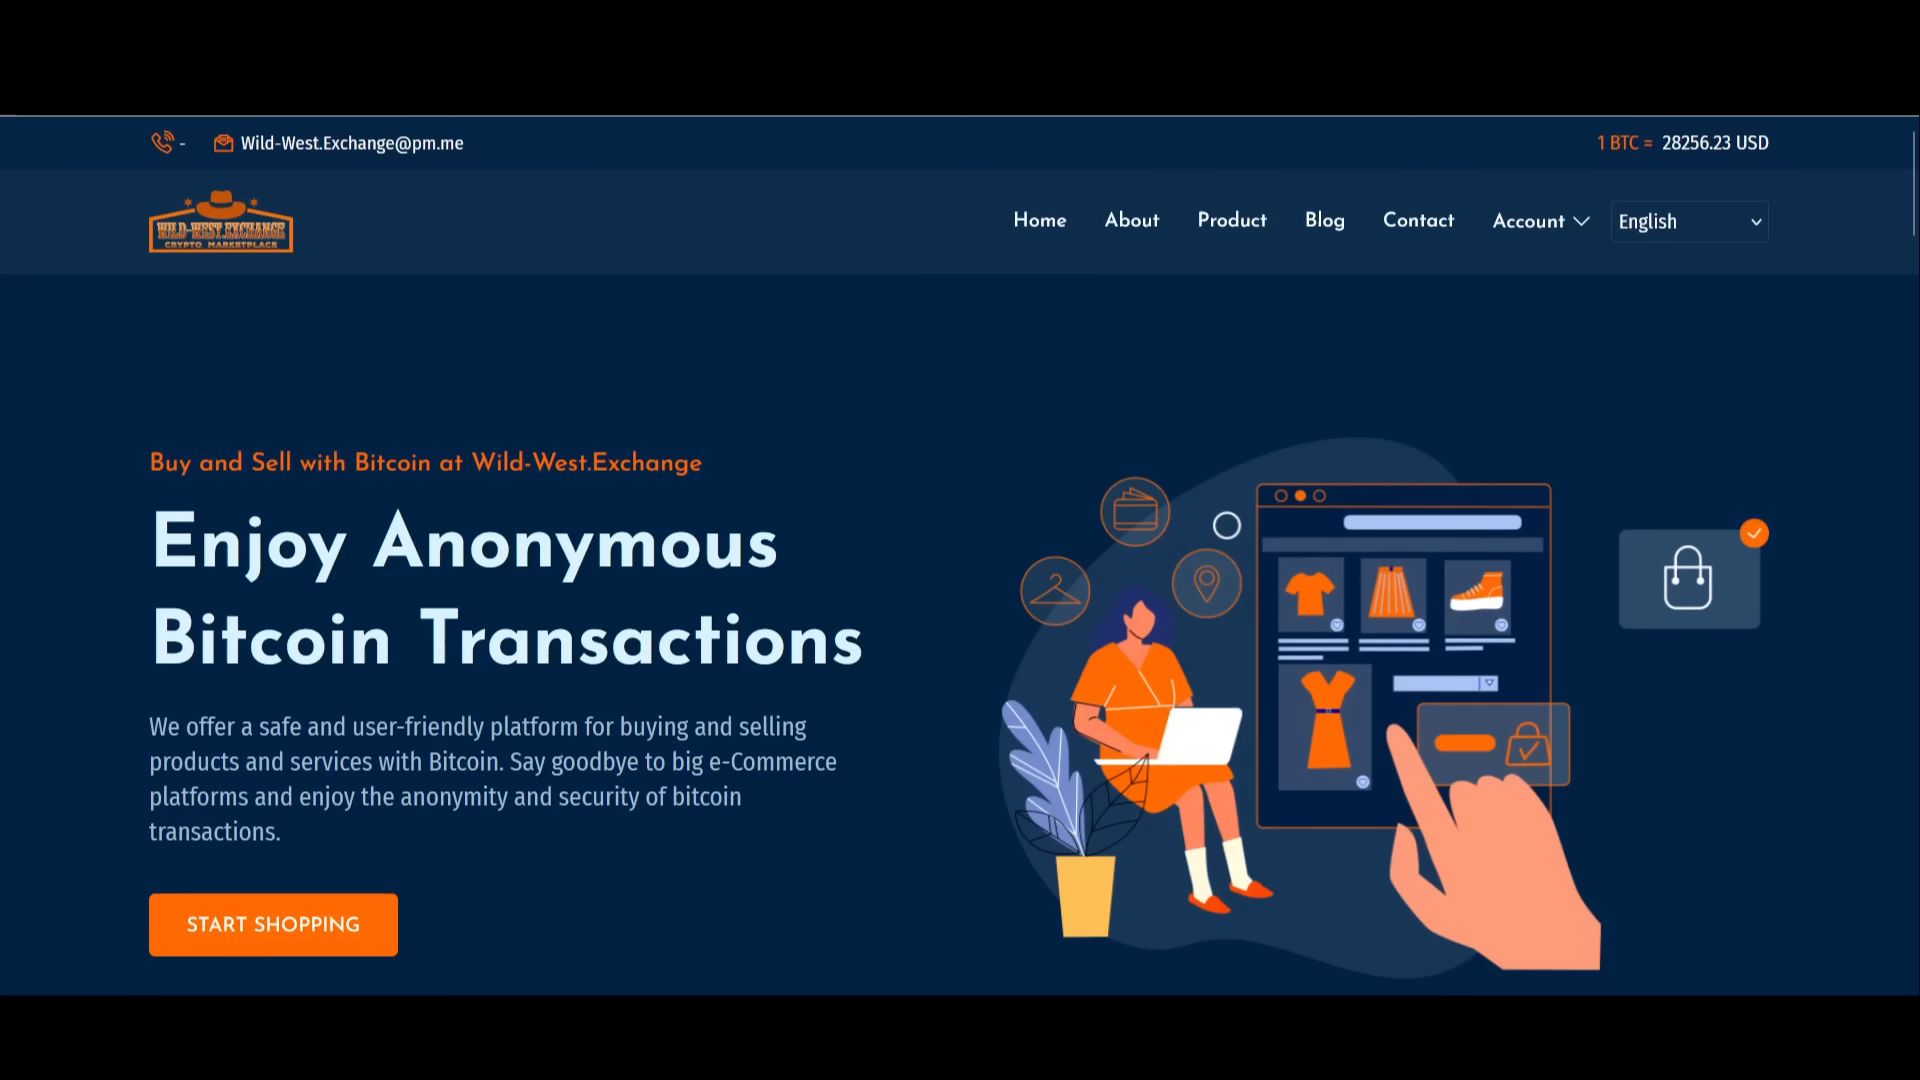 -
Wild-West.Exchange@pm.me
1 BTC = 28256.23 USD
WILD-WEST.EXCHANGE
CRYPTO MARKETPLACE
Home
About
Product
Blog
Contact
Account
English
Buy and Sell with Bitcoin at Wild-West.Exchange
Enjoy Anonymous
Bitcoin Transactions
We offer a safe and user-friendly platform for buying and selling
products and services with Bitcoin. Say goodbye to big e-Commerce
platforms and enjoy the anonymity and security of bitcoin
transactions.
START SHOPPING